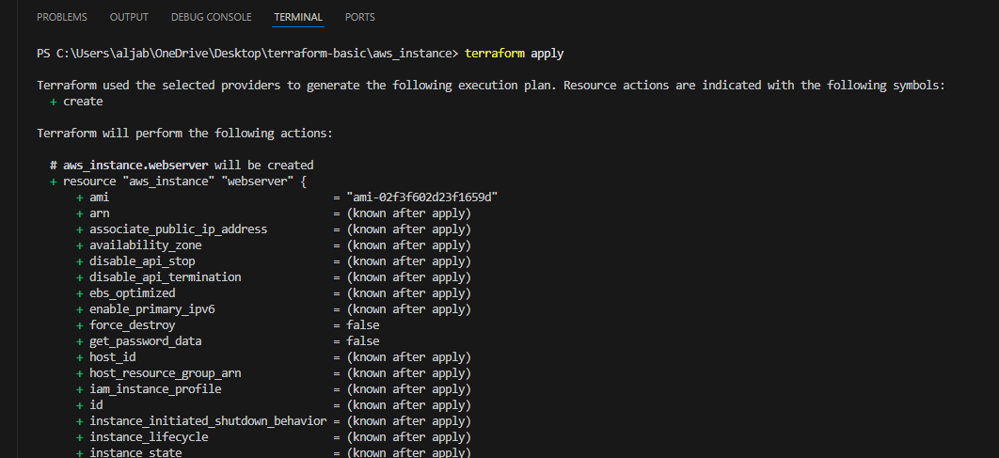 PROBLEMS OUTPUT DEBUG CONSOLE TERMINAL PORTS
PS C:\Users\aljab\OneDrive\Desktop\terraform-basic\aws_instance> terraform apply
Terraform used the selected providers to generate the following execution plan. Resource actions are indicated with the following symbols:
+ create
Terraform will perform the following actions:
# aws_instance.webserver will be created
+ resource "aws_instance" "webserver" {
+ ami = "ami-02f3f602d23f1659d"
+ arn = (known after apply)
+ associate_public_ip_address = (known after apply)
+ availability_zone = (known after apply)
+ disable_api_stop = (known after apply)
+ disable_api_termination = (known after apply)
+ ebs_optimized = (known after apply)
+ enable_primary_ipv6 = (known after apply)
+ force_destroy = false
+ get_password_data = false
+ host_id = (known after apply)
+ host_resource_group_arn = (known after apply)
+ iam_instance_profile = (known after apply)
+ id = (known after apply)
+ instance_initiated_shutdown_behavior = (known after apply)
+ instance_lifecycle = (known after apply)
+ instance_state = (known after apply)